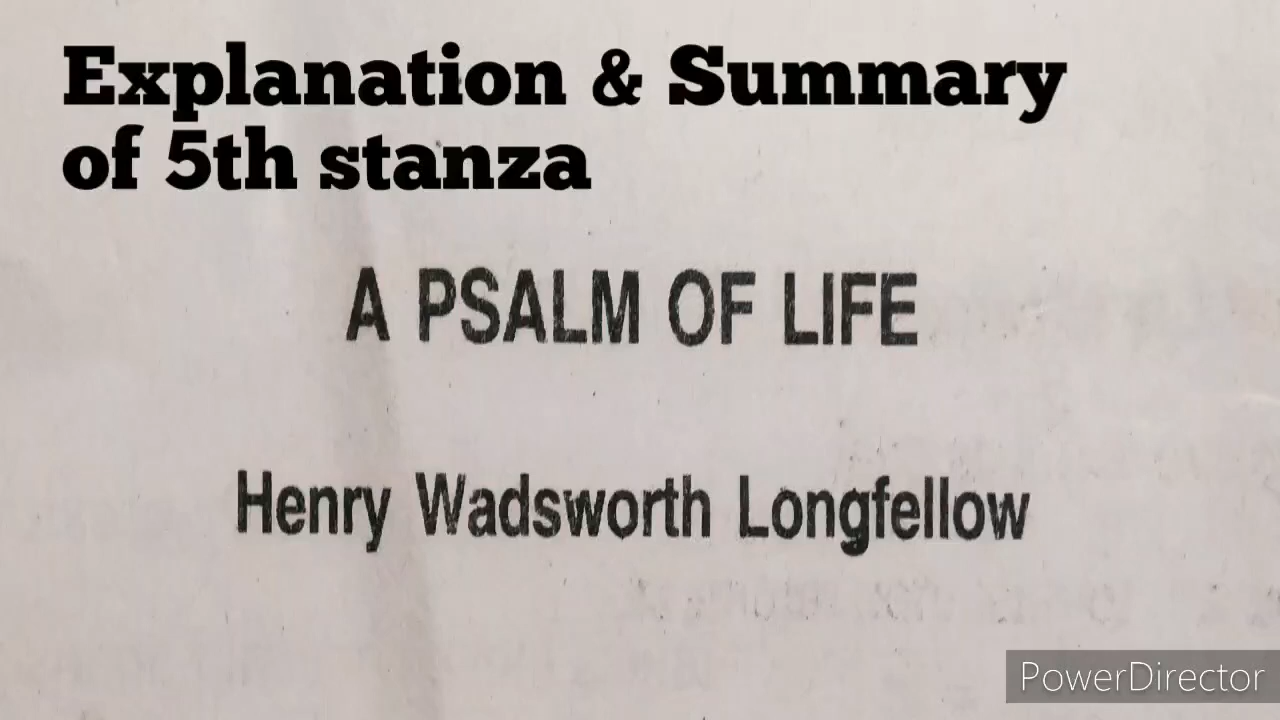 Explanation & Summary
of 5th stanza
A PSALM OF LIFE
Henry Wadsworth Longfellow
PowerDirector